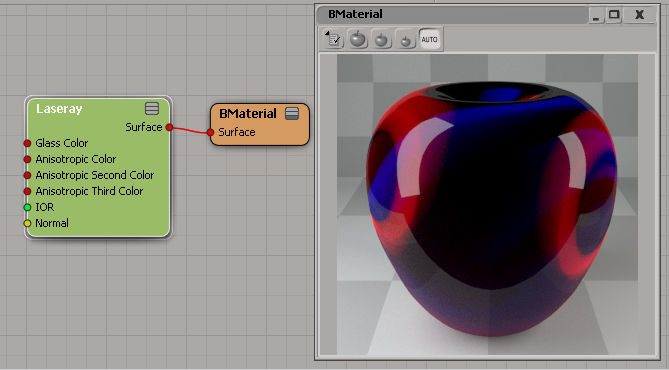 BMaterial
AUTO
Laseray
Surface
BMaterial
Surface
Glass Color
Anisotropic Color
Anisotropic Second Color
Anisotropic Third Color
IOR
Normal